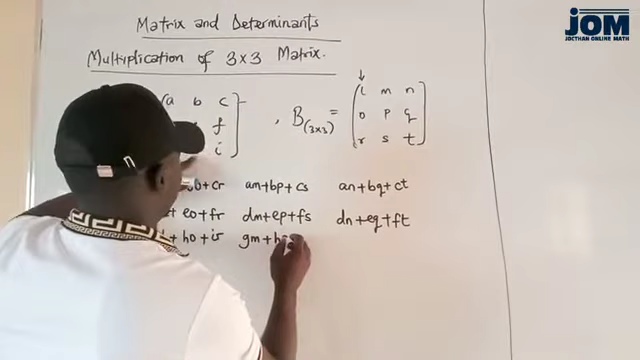 JOM
JOCTHAN ONLINE MATH
Matrix and Determinants
Multiplication of 3x3 Matrix.
a b c , B(3x3) = l m n
f o p q
i r s t
+cr am+bp+cs an+bq+ct
+ eo+fr dm+ep+fs dn+eq+ft
+ ho+ir gm+h